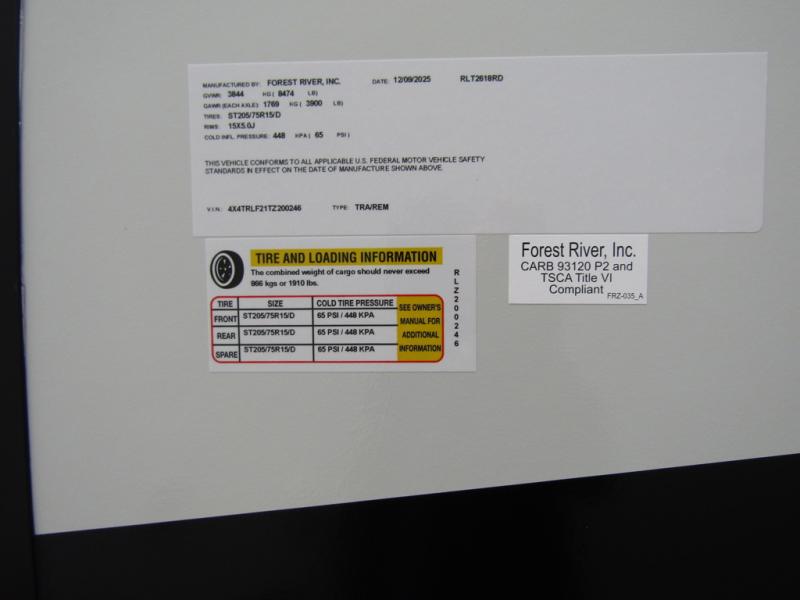 MANUFACTURED BY: FOREST RIVER, INC. DATE: 12/09/2025 RLT2618RD
GVWR: 3844 KG ( 8474 LB)
GAWR (EACH AXLE): 1769 KG ( 3900 LB)
TIRES: ST205/75R15/D
RIMS: 15X5.0J
COLD INFL. PRESSURE: 448 KPA ( 65 PSI )
THIS VEHICLE CONFORMS TO ALL APPLICABLE U.S. FEDERAL MOTOR VEHICLE SAFETY
STANDARDS IN EFFECT ON THE DATE OF MANUFACTURE SHOWN ABOVE.
V.I.N.: 4X4TRLF21TZ200246 TYPE: TRA/REM
TIRE AND LOADING INFORMATION
The combined weight of cargo should never exceed
866 kgs or 1910 lbs.
TIRE SIZE COLD TIRE PRESSURE
FRONT ST205/75R15/D 65 PSI / 448 KPA
REAR ST205/75R15/D 65 PSI / 448 KPA
SPARE ST205/75R15/D 65 PSI / 448 KPA
SEE OWNER'S
MANUAL FOR
ADDITIONAL
INFORMATION
RLZ200246
Forest River, Inc.
CARB 93120 P2 and
TSCA Title VI
Compliant
FRZ-035_A